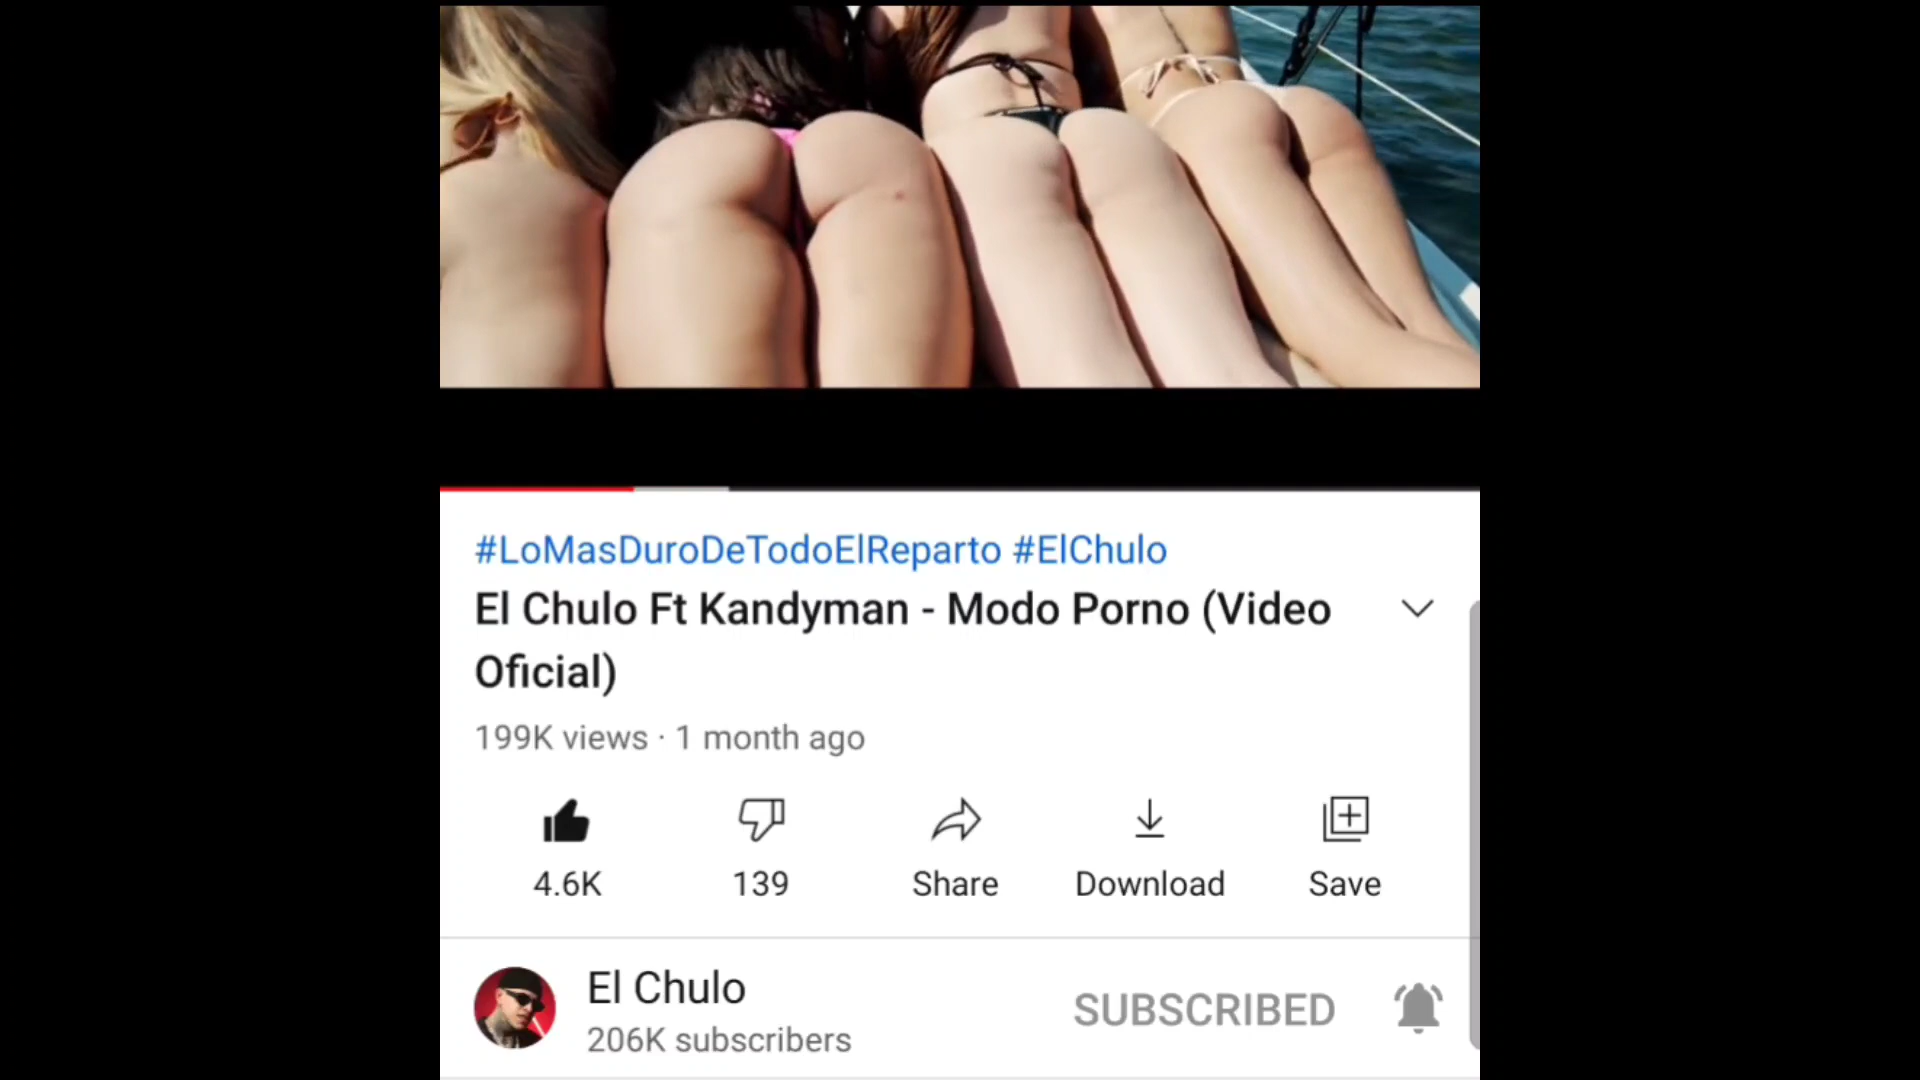 #LoMasDuroDeTodoElReparto #ElChulo
El Chulo Ft Kandyman - Modo Porno (Video
Oficial)
199K views · 1 month ago
4.6K
139
Share
Download
Save
El Chulo
206K subscribers
SUBSCRIBED